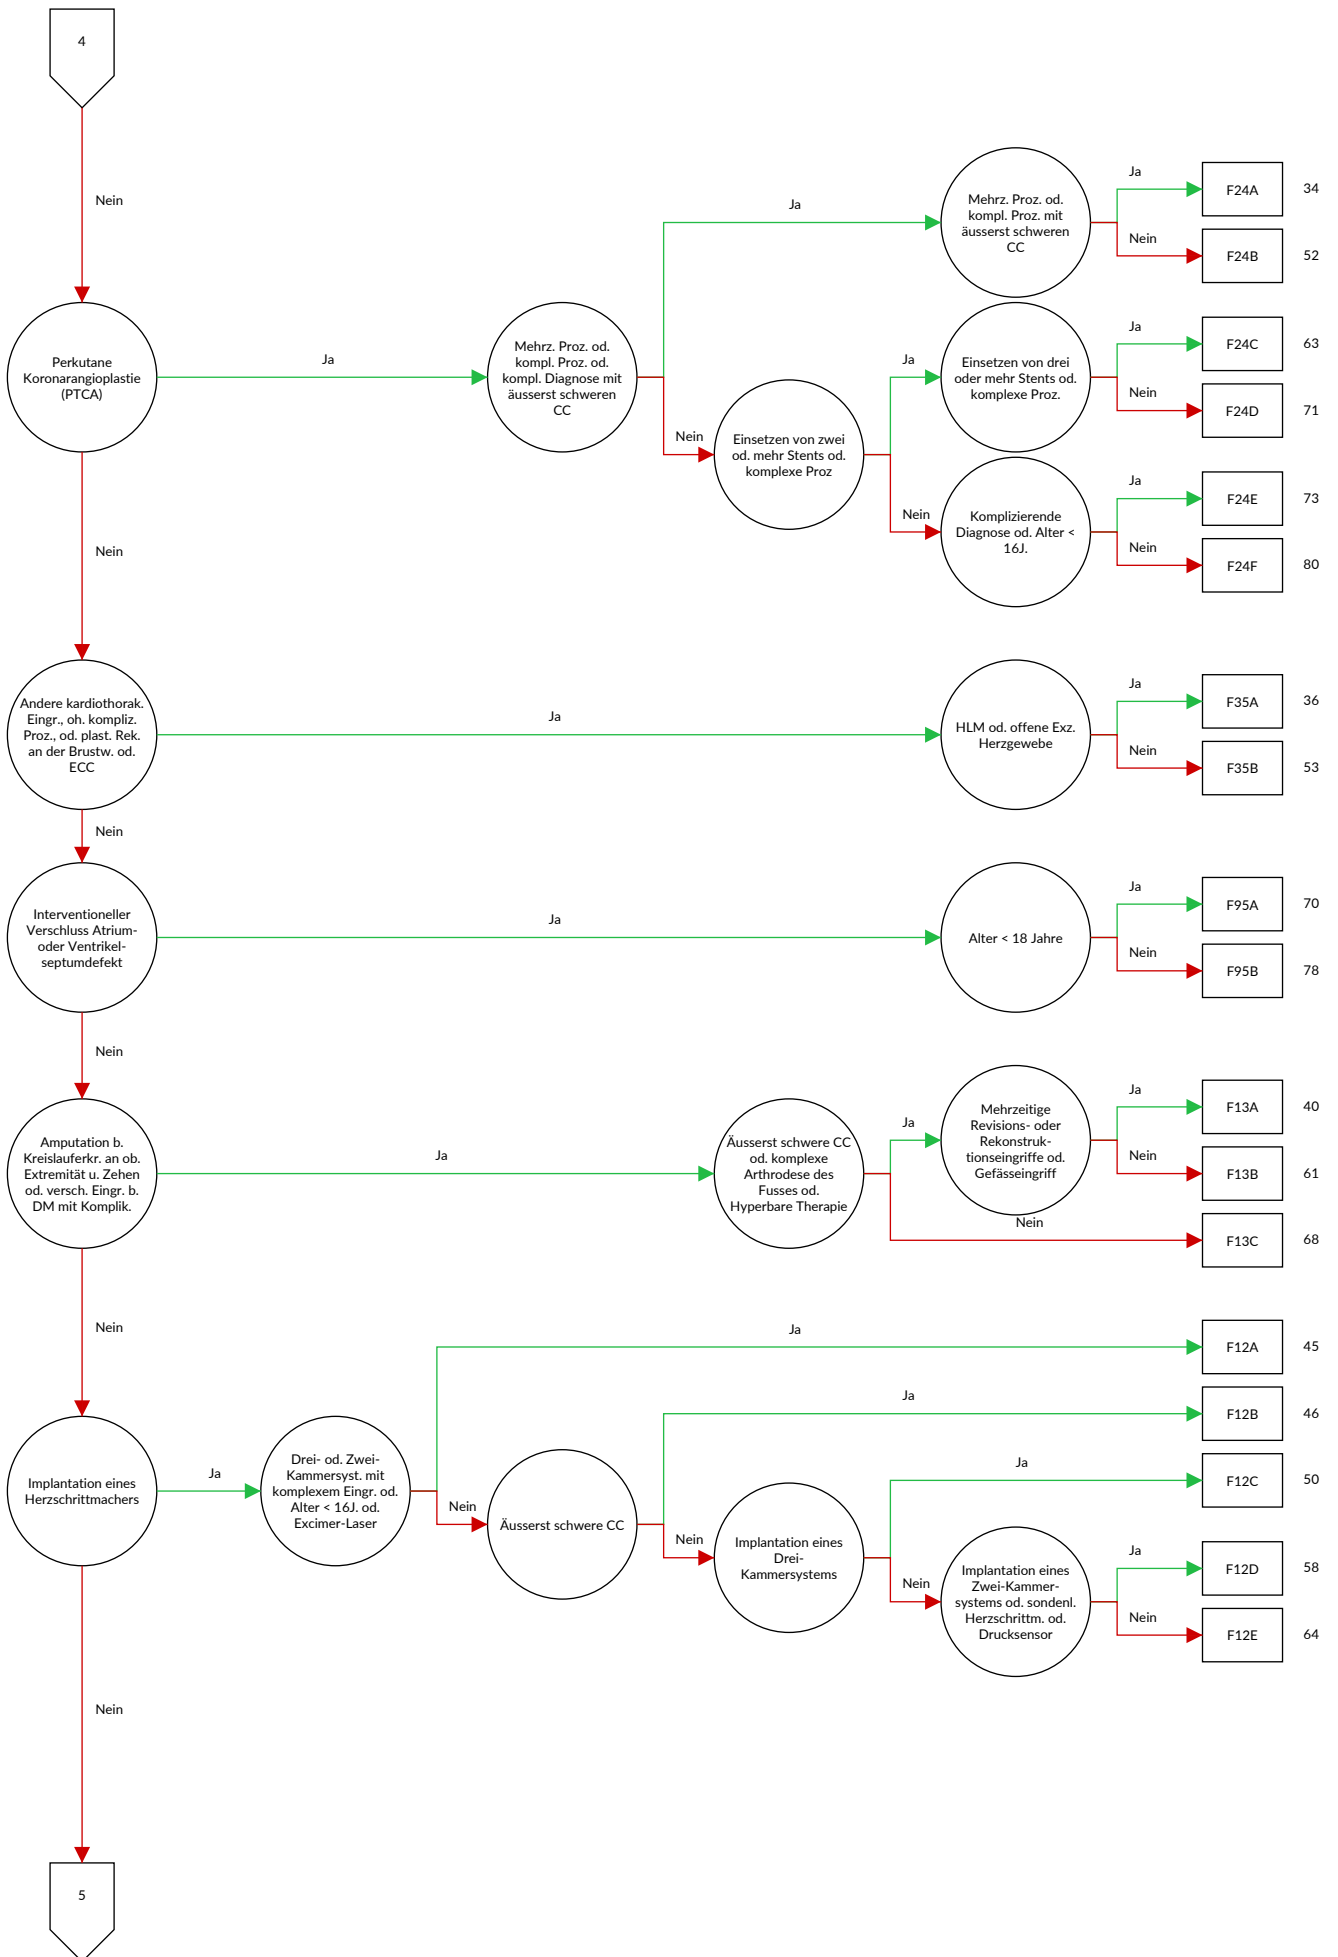 4
Nein
Perkutane
Koronarangioplastie
(PTCA)
Ja
Mehrz. Proz. od.
kompl. Proz. od.
kompl. Diagnose mit
äusserst schweren
CC
Ja
Mehrz. Proz. od.
kompl. Proz. mit
äusserst schweren
CC
Ja
F24A
34
Nein
F24B
52
Nein
Einsetzen von zwei
od. mehr Stents od.
komplexe Proz
Ja
Einsetzen von drei
oder mehr Stents od.
komplexe Proz.
Ja
F24C
63
Nein
F24D
71
Nein
Komplizierende
Diagnose od. Alter <
16J.
Ja
F24E
73
Nein
F24F
80
Nein
Andere kardiothorak.
Eingr., oh. kompliz.
Proz., od. plast. Rek.
an der Brustw. od.
ECC
Ja
HLM od. offene Exz.
Herzgewebe
Ja
F35A
36
Nein
F35B
53
Nein
Interventioneller
Verschluss Atrium-
oder Ventrikel-
septumdefekt
Ja
Alter < 18 Jahre
Ja
F95A
70
Nein
F95B
78
Nein
Amputation b.
Kreislauferkr. an ob.
Extremität u. Zehen
od. versch. Eingr. b.
DM mit Komplik.
Ja
Äusserst schwere CC
od. komplexe
Arthrodese des
Fusses od.
Hyperbare Therapie
Ja
Mehrzeitige
Revisions- oder
Rekonstruk-
tionseingriffe od.
Gefässeingriff
Ja
F13A
40
Nein
F13B
61
Nein
F13C
68
Nein
Implantation eines
Herzschrittmachers
Ja
Drei- od. Zwei-
Kammersyst. mit
komplexem Eingr. od.
Alter < 16J. od.
Excimer-Laser
Ja
F12A
45
Nein
Äusserst schwere CC
Ja
F12B
46
Nein
Implantation eines
Drei-
Kammersystems
Ja
F12C
50
Nein
Implantation eines
Zwei-Kammer-
systems od. sondenl.
Herzschrittm. od.
Drucksensor
Ja
F12D
58
Nein
F12E
64
Nein
5